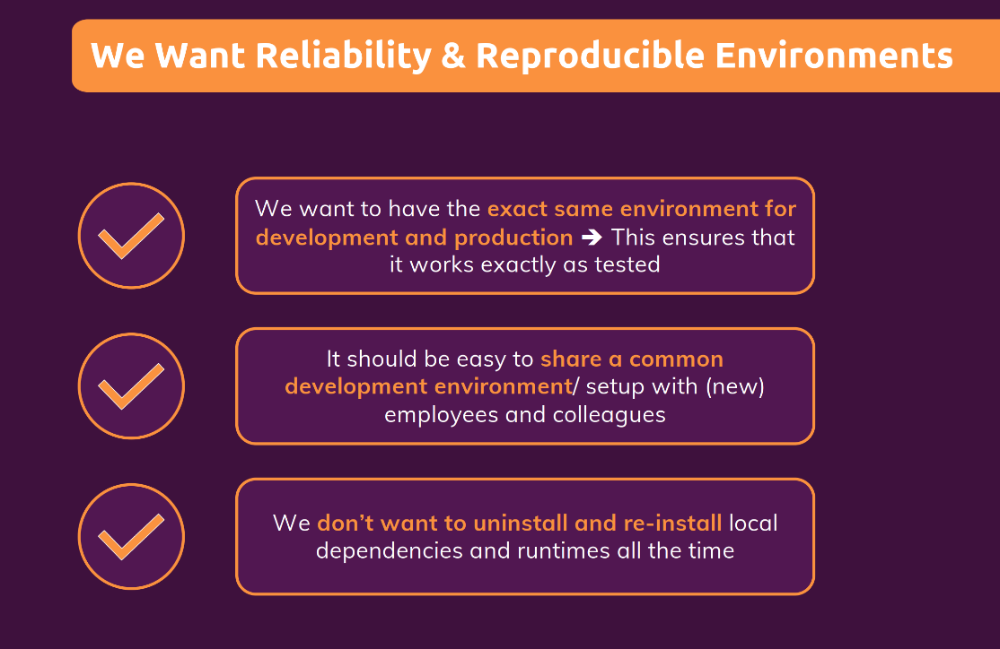 We Want Reliability & Reproducible Environments
We want to have the exact same environment for
development and production ➔ This ensures that
it works exactly as tested
It should be easy to share a common
development environment/ setup with (new)
employees and colleagues
We don’t want to uninstall and re-install local
dependencies and runtimes all the time